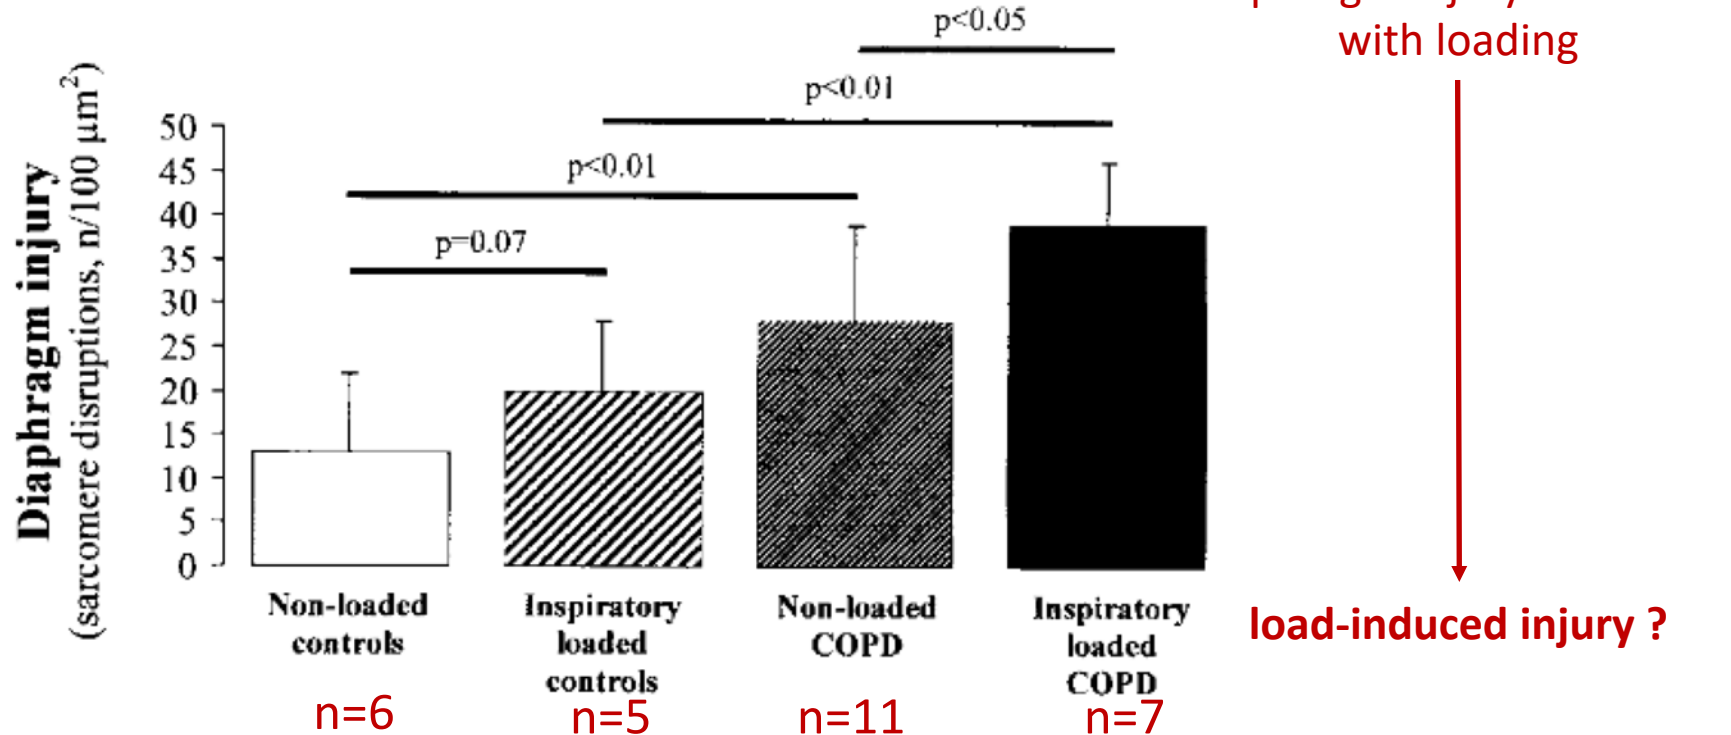 p<0.05
with loading
p<0.01
p<0.01
p=0.07
Diaphragm injury
(sarcomere disruptions, n/100 µm²)
50
45
40
35
30
25
20
15
10
5
0
Non-loaded
controls
Inspiratory
loaded
controls
Non-loaded
COPD
Inspiratory
loaded
COPD
load-induced injury ?
n=6
n=5
n=11
n=7